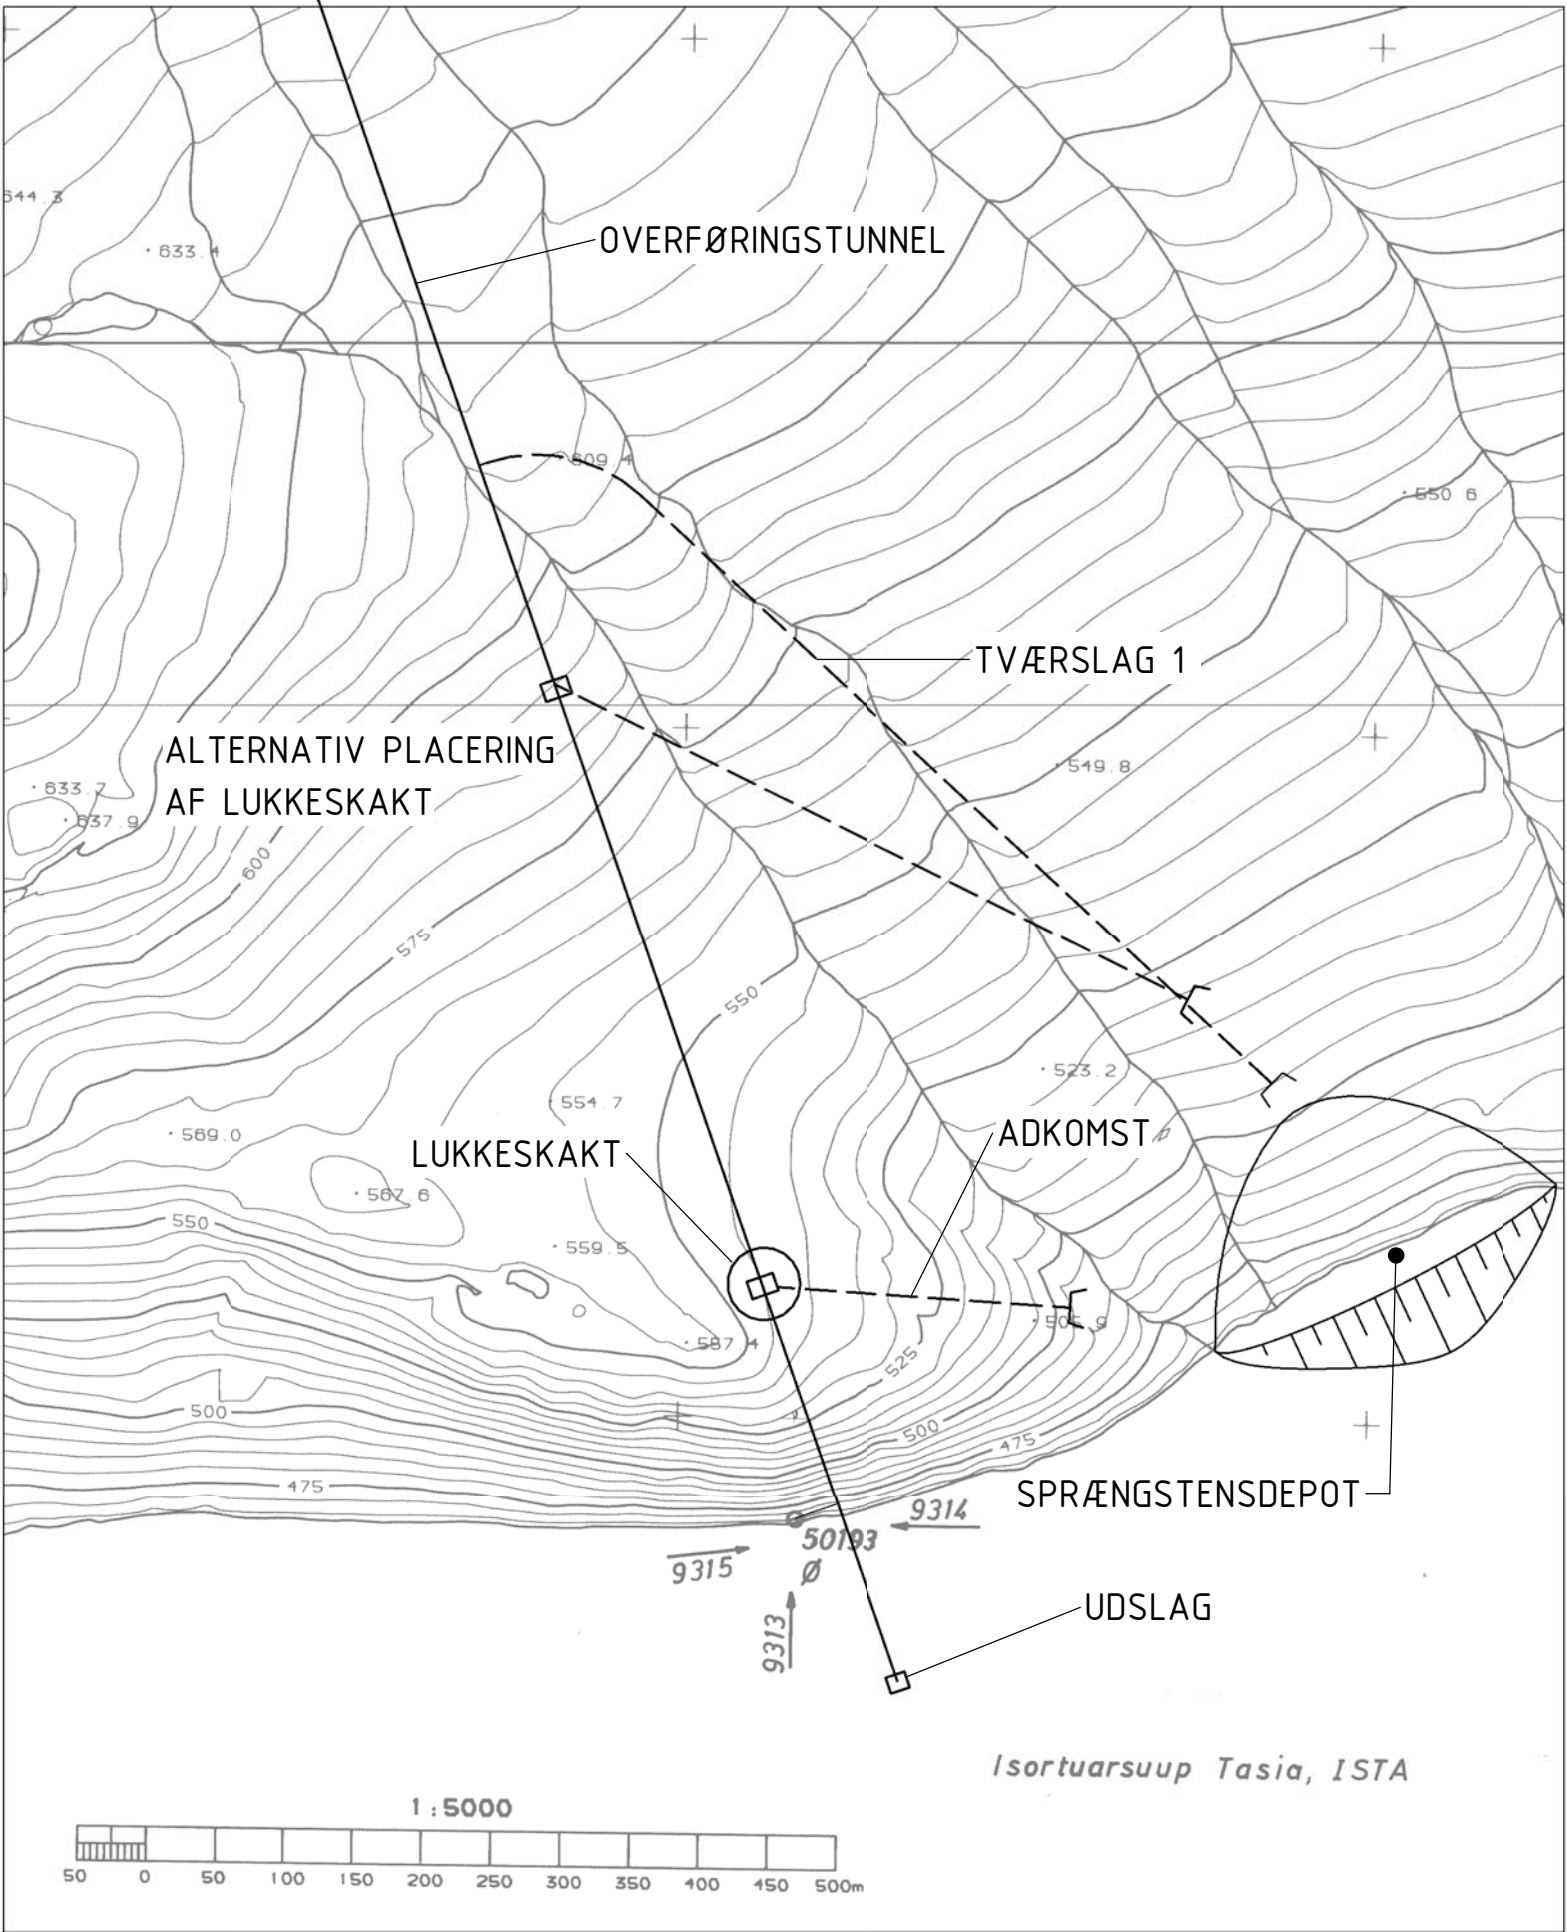 644.3
633.4
OVERFØRINGSTUNNEL
609.4
550 6
TVÆRSLAG 1
ALTERNATIV PLACERING
AF LUKKESKAKT
549.8
633.7
637.9
600
575
550
523.2
554.7
569.0
ADKOMST
LUKKESKAKT
567.6
550
559.5
557.4
525
500
500
475
475
SPRÆNGSTENSDEPOT
9314
50193
Ø
9315
9313
UDSLAG
Isortuarsuup Tasia, ISTA
1:5000
50 0 50 100 150 200 250 300 350 400 450 500m